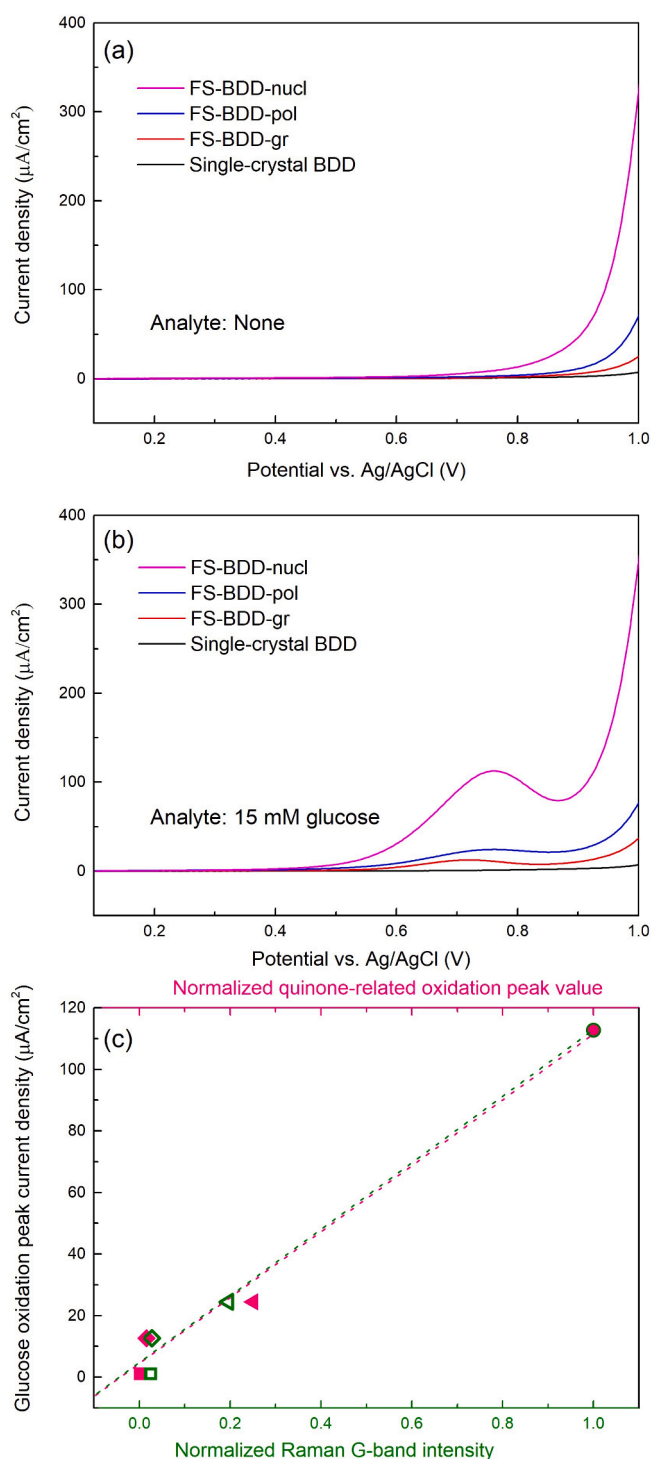 (a)
FS-BDD-nucl
FS-BDD-pol
FS-BDD-gr
Single-crystal BDD
Analyte: None
Current density (μA/cm²)
400
300
200
100
0
0.2 0.4 0.6 0.8 1.0
Potential vs. Ag/AgCl (V)
(b)
FS-BDD-nucl
FS-BDD-pol
FS-BDD-gr
Single-crystal BDD
Analyte: 15 mM glucose
Current density (μA/cm²)
400
300
200
100
0
0.2 0.4 0.6 0.8 1.0
Potential vs. Ag/AgCl (V)
Normalized quinone-related oxidation peak value
(c)
Glucose oxidation peak current density (μA/cm²)
120
100
80
60
40
20
0
0.0 0.2 0.4 0.6 0.8 1.0
Normalized Raman G-band intensity